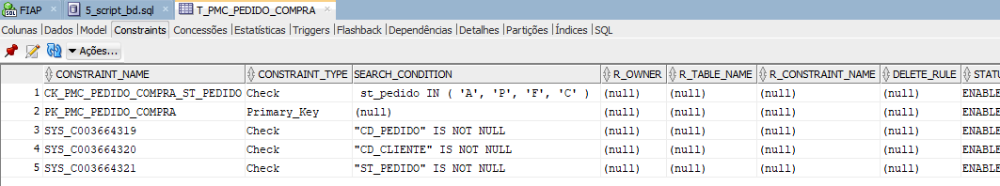 FIAP 5_script_bd.sql T_PMC_PEDIDO_COMPRA
Colunas Dados Model Constraints Concessões Estatísticas Triggers Flashback Dependências Detalhes Partições Índices SQL
Ações...
CONSTRAINT_NAME CONSTRAINT_TYPE SEARCH_CONDITION R_OWNER R_TABLE_NAME R_CONSTRAINT_NAME DELETE_RULE STATU
1 CK_PMC_PEDIDO_COMPRA_ST_PEDIDO Check st_pedido IN ( 'A', 'P', 'F', 'C' ) (null) (null) (null) (null) ENABLE
2 PK_PMC_PEDIDO_COMPRA Primary_Key (null) (null) (null) (null) (null) ENABLE
3 SYS_C003664319 Check "CD_PEDIDO" IS NOT NULL (null) (null) (null) (null) ENABLE
4 SYS_C003664320 Check "CD_CLIENTE" IS NOT NULL (null) (null) (null) (null) ENABLE
5 SYS_C003664321 Check "ST_PEDIDO" IS NOT NULL (null) (null) (null) (null) ENABLE